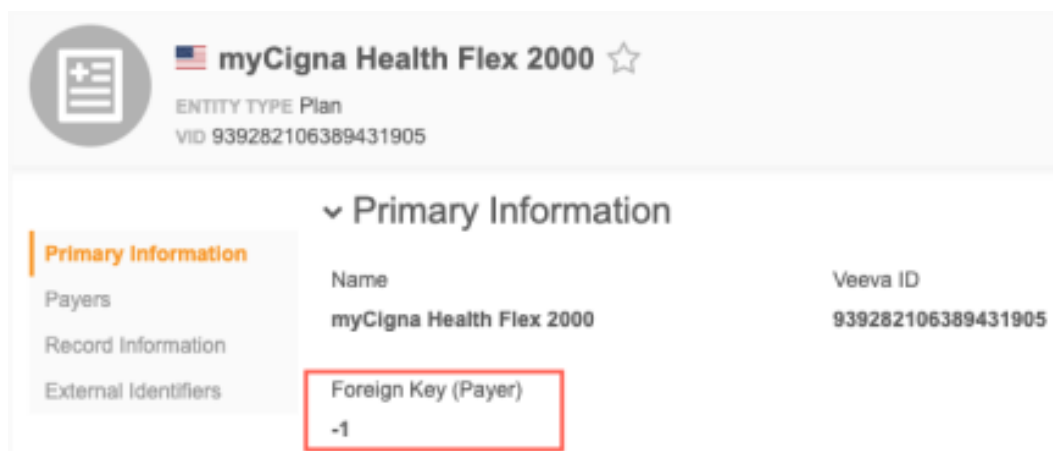 myCigna Health Flex 2000
ENTITY TYPE Plan
VID 939282106389431905
Primary Information
Payers
Record Information
External Identifiers
Primary Information
Name
myCigna Health Flex 2000
Veeva ID
939282106389431905
Foreign Key (Payer)
-1